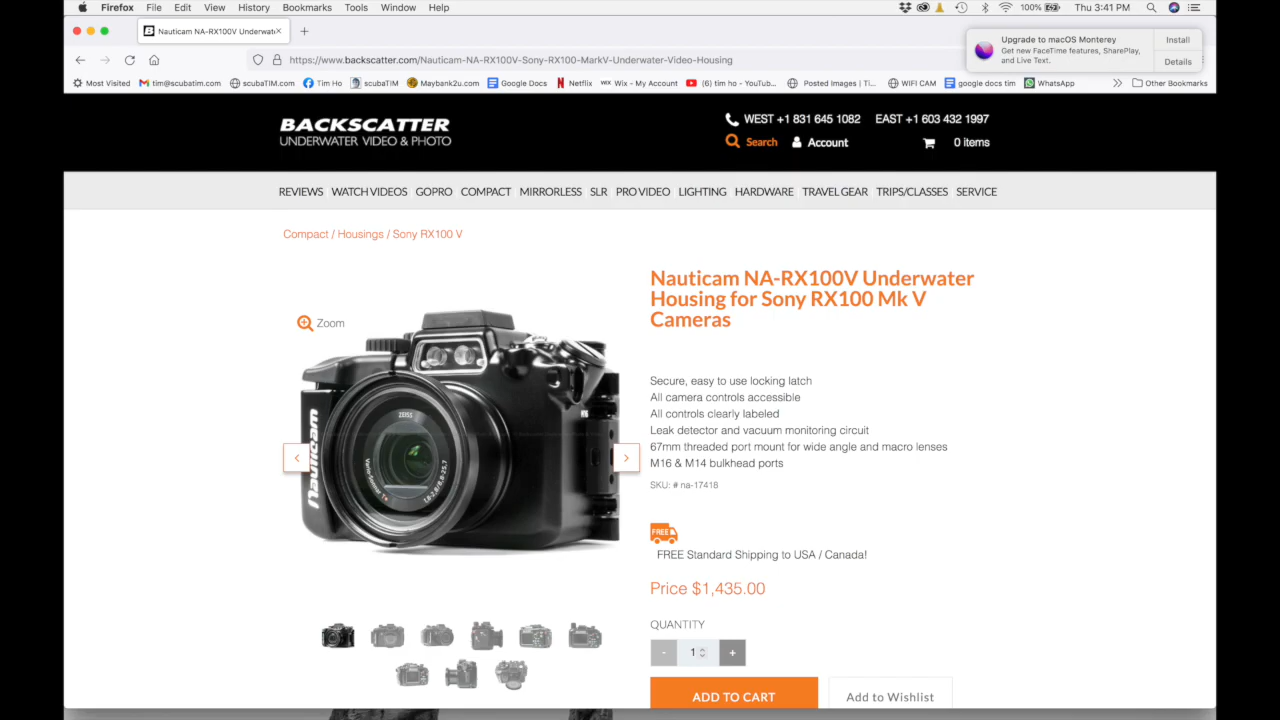 Firefox File Edit View History Bookmarks Tools Window Help 100% Thu 3:41 PM
Nauticam NA-RX100V Underwati
Upgrade to macOS Monterey
Get new FaceTime features, SharePlay,
and Live Text.
Install
Details
https://www.backscatter.com/Nauticam-NA-RX100V-Sony-RX100-MarkV-Underwater-Video-Housing
Most Visited tim@scubatim.com scubaTIM.com Tim Ho scubaTIM Maybank2u.com Google Docs Netflix WiX Wix - My Account (6) tim ho - YouTub... Posted Images | Ti... WIFI CAM google docs tim WhatsApp Other Bookmarks
BACKSCATTER
UNDERWATER VIDEO & PHOTO
WEST +1 831 645 1082 EAST +1 603 432 1997
Search Account 0 items
REVIEWS WATCH VIDEOS GOPRO COMPACT MIRRORLESS SLR PRO VIDEO LIGHTING HARDWARE TRAVEL GEAR TRIPS/CLASSES SERVICE
Compact / Housings / Sony RX100 V
Zoom
ZEISS
Nauticam
Nauticam NA-RX100V Underwater
Housing for Sony RX100 Mk V
Cameras
Secure, easy to use locking latch
All camera controls accessible
All controls clearly labeled
Leak detector and vacuum monitoring circuit
67mm threaded port mount for wide angle and macro lenses
M16 & M14 bulkhead ports
SKU: # na-17418
FREE
FREE Standard Shipping to USA / Canada!
Price $1,435.00
QUANTITY
- 1 +
ADD TO CART
Add to Wishlist